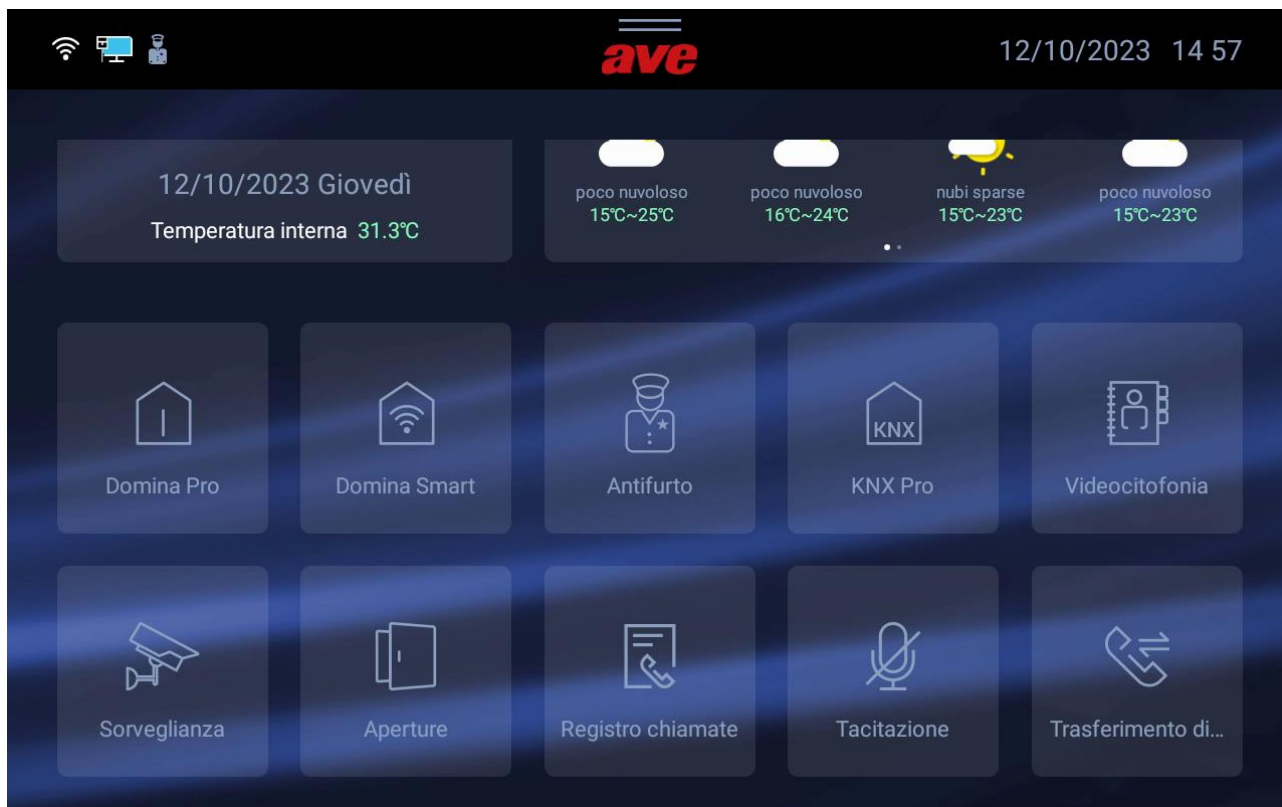 ave
12/10/2023 14 57
12/10/2023 Giovedì
Temperatura interna 31.3℃
poco nuvoloso
15℃~25℃
poco nuvoloso
16℃~24℃
nubi sparse
15℃~23℃
poco nuvoloso
15℃~23℃
Domina Pro
Domina Smart
Antifurto
KNX
KNX Pro
Videocitofonia
Sorveglianza
Aperture
Registro chiamate
Tacitazione
Trasferimento di...